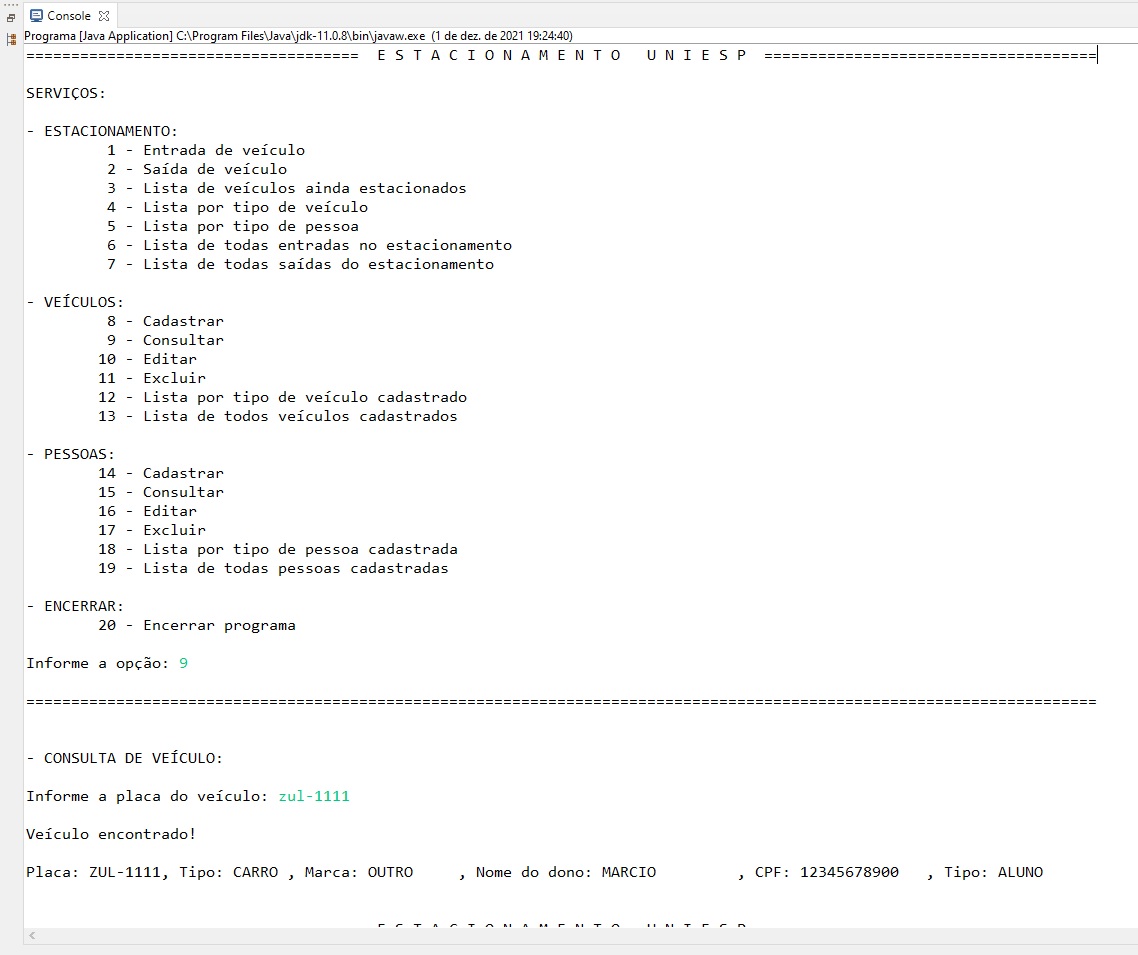 Console
Programa [Java Application] C:\Program Files\Java\jdk-11.0.8\bin\javaw.exe (1 de dez. de 2021 19:24:40)
===================================== E S T A C I O N A M E N T O   U N I E S P =====================================
SERVIÇOS:
- ESTACIONAMENTO:
1 - Entrada de veículo
2 - Saída de veículo
3 - Lista de veículos ainda estacionados
4 - Lista por tipo de veículo
5 - Lista por tipo de pessoa
6 - Lista de todas entradas no estacionamento
7 - Lista de todas saídas do estacionamento
- VEÍCULOS:
8 - Cadastrar
9 - Consultar
10 - Editar
11 - Excluir
12 - Lista por tipo de veículo cadastrado
13 - Lista de todos veículos cadastrados
- PESSOAS:
14 - Cadastrar
15 - Consultar
16 - Editar
17 - Excluir
18 - Lista por tipo de pessoa cadastrada
19 - Lista de todas pessoas cadastradas
- ENCERRAR:
20 - Encerrar programa
Informe a opção: 9
=======================================================================================================================
- CONSULTA DE VEÍCULO:
Informe a placa do veículo: zul-1111
Veículo encontrado!
Placa: ZUL-1111, Tipo: CARRO , Marca: OUTRO     , Nome do dono: MARCIO         , CPF: 12345678900   , Tipo: ALUNO
E S T A C I O N A M E N T O   U N I E S P